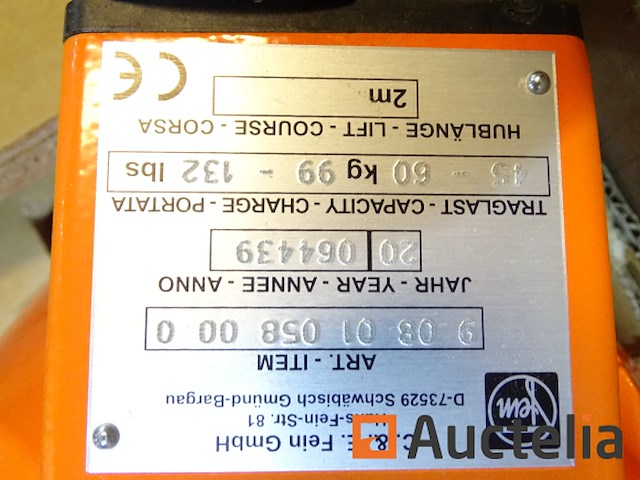 C. & E. Fein GmbH
Hans-Fein-Str. 81
D-73529 Schwäbisch Gmünd-Bargau
Fein
ART. - ITEM
9 08 01 058 00 0
JAHR - YEAR - ANNEE - ANNO
20 064439
TRAGLAST - CAPACITY - CHARGE - PORTATA
45 - 60 kg 99 - 132 lbs
HUBLÄNGE - LIFT - COURSE - CORSA
2m
CE
Auctelia